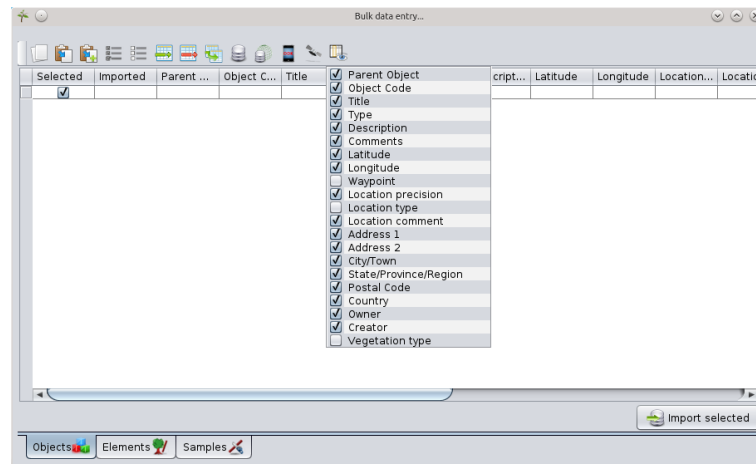 Bulk data entry...
Selected Imported Parent ... Object C... Title cript... Latitude Longitude Location... Locatio
Parent Object
Object Code
Title
Type
Description
Comments
Latitude
Longitude
Waypoint
Location precision
Location type
Location comment
Address 1
Address 2
City/Town
State/Province/Region
Postal Code
Country
Owner
Creator
Vegetation type
Import selected
Objects Elements Samples